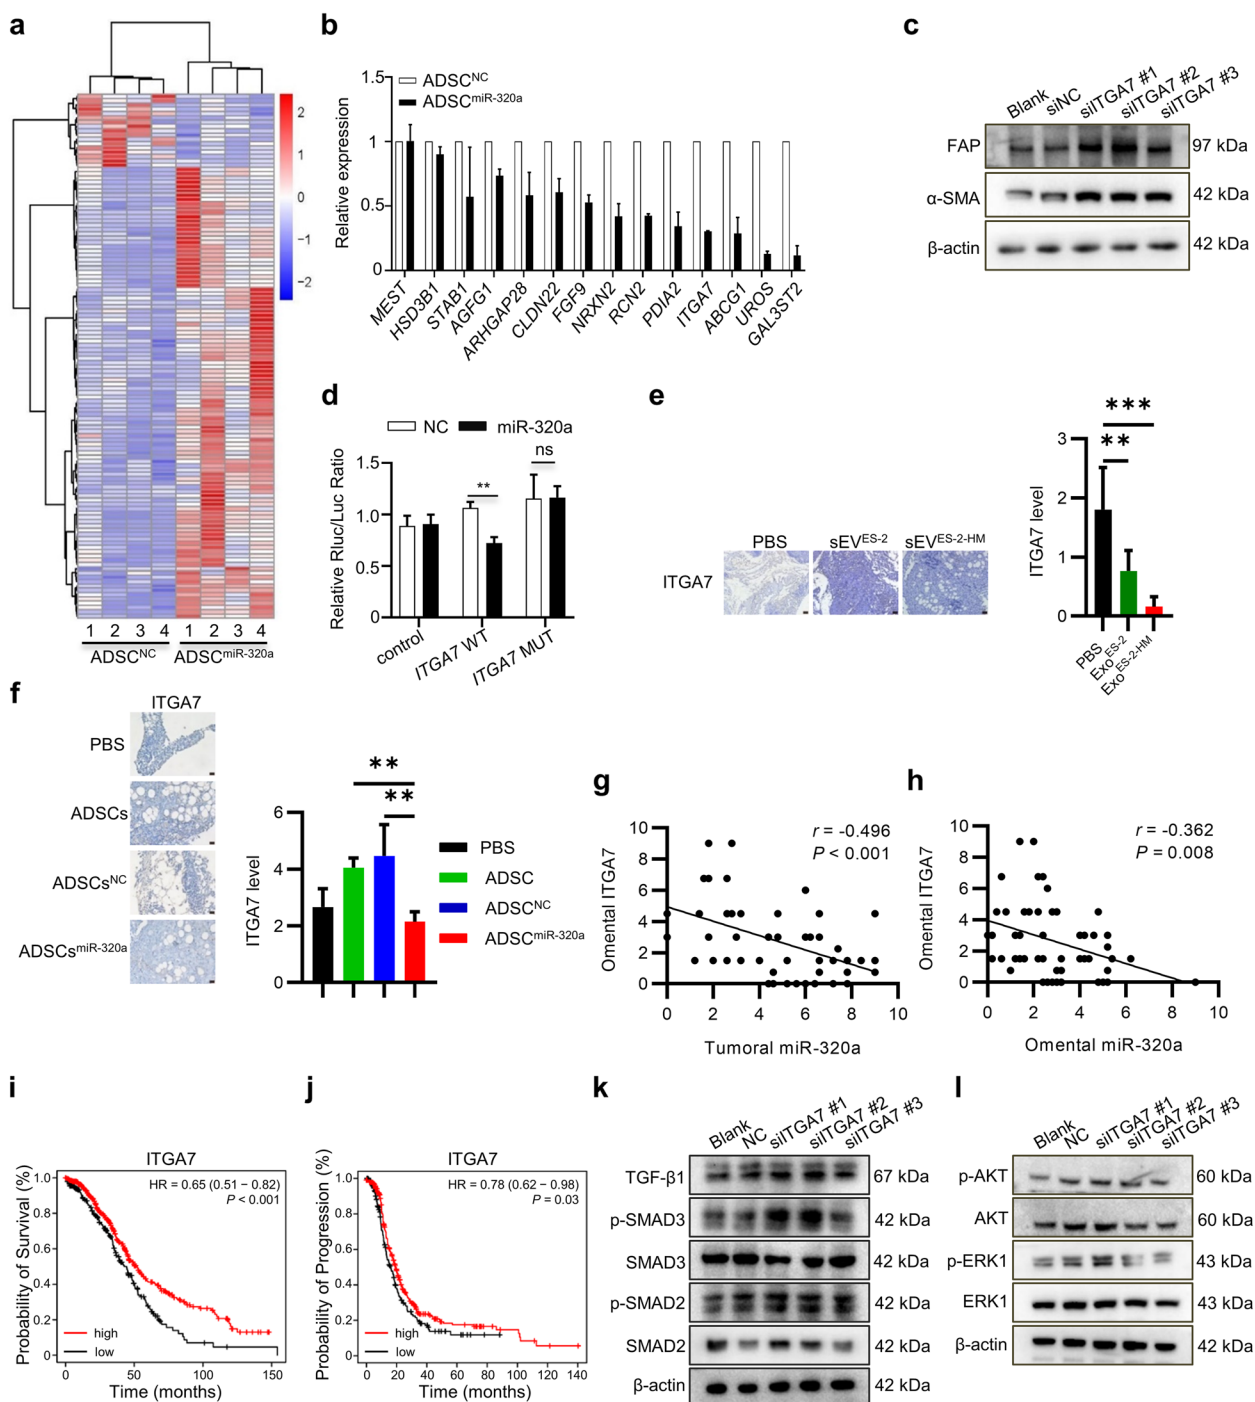 a
2
1
0
−1
−2
1 2 3 4 1 2 3 4
ADSCNC ADSCmiR-320a
b
ADSCNC
ADSCmiR-320a
Relative expression
1.5
1
0.5
0
MEST
HSD3B1
STAB1
AGFG1
ARHGAP28
CLDN22
FGF9
NRXN2
RCN2
PDIA2
ITGA7
ABCG1
UROS
GAL3ST2
c
Blank siNC siITGA7 #1 siITGA7 #2 siITGA7 #3
FAP 97 kDa
α-SMA 42 kDa
β-actin 42 kDa
d
NC miR-320a
Relative Rluc/Luc Ratio
1.5
1.0
0.5
0
**
ns
control
ITGA7 WT
ITGA7 MUT
e
PBS sEVES-2 sEVES-2-HM
ITGA7
***
**
ITGA7 level
3
2
1
0
PBS
ExoES-2
ExoES-2-HM
f
ITGA7
PBS
ADSCs
ADSCsNC
ADSCsmiR-320a
**
**
ITGA7 level
6
4
2
0
PBS
ADSC
ADSCNC
ADSCmiR-320a
g
r = -0.496
P < 0.001
Omental ITGA7
10
8
6
4
2
0
0 2 4 6 8 10
Tumoral miR-320a
h
r = -0.362
P = 0.008
Omental ITGA7
10
8
6
4
2
0
0 2 4 6 8 10
Omental miR-320a
i
ITGA7
HR = 0.65 (0.51 − 0.82)
P < 0.001
Probability of Survival (%)
1.0
0.8
0.6
0.4
0.2
0
high
low
0 50 100 150
Time (months)
j
ITGA7
HR = 0.78 (0.62 − 0.98)
P = 0.03
Probability of Progression (%)
1.0
0.8
0.6
0.4
0.2
0
high
low
0 20 40 60 80 100 120 140
Time (months)
k
Blank NC siITGA7 #1 siITGA7 #2 siITGA7 #3
TGF-β1 67 kDa
p-SMAD3 42 kDa
SMAD3 42 kDa
p-SMAD2 42 kDa
SMAD2 42 kDa
β-actin 42 kDa
l
Blank NC siITGA7 #1 siITGA7 #2 siITGA7 #3
p-AKT 60 kDa
AKT 60 kDa
p-ERK1 43 kDa
ERK1 43 kDa
β-actin 42 kDa